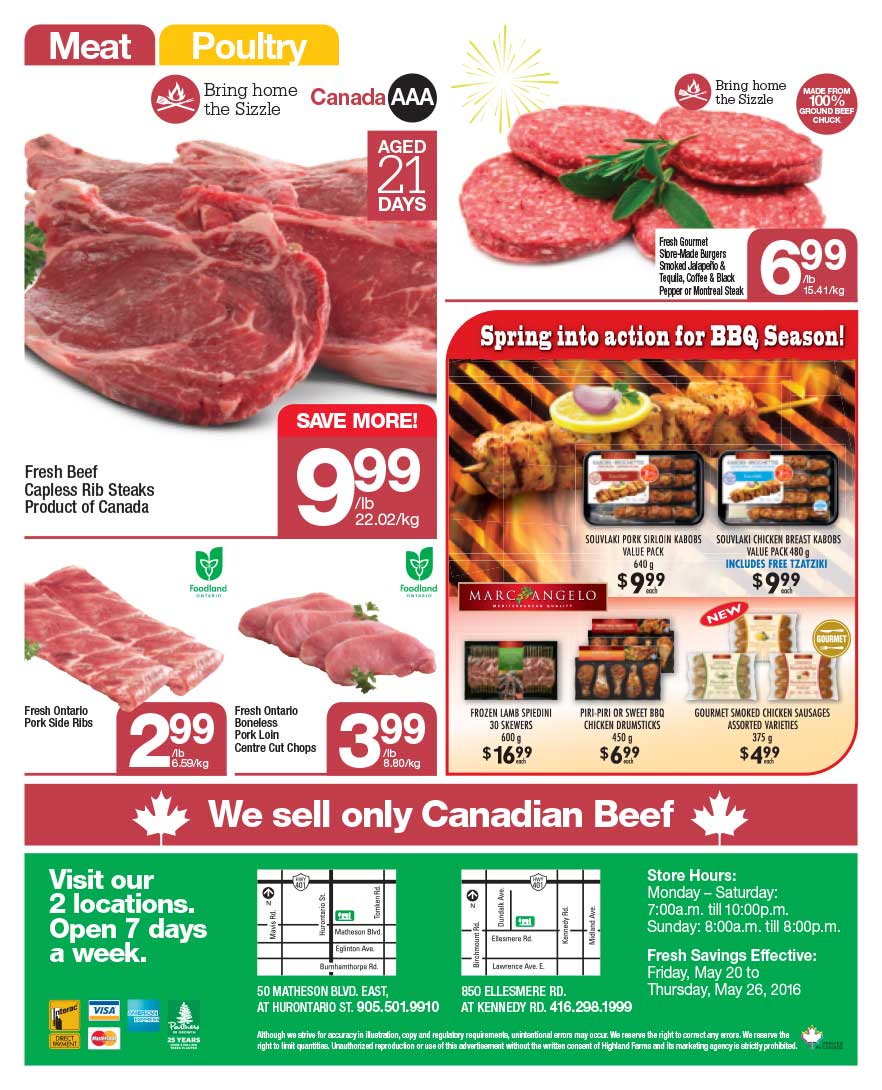 Meat
Poultry
Bring home
the Sizzle
Canada AAA
AGED
21
DAYS
SAVE MORE!
9.99
/lb
22.02/kg
Fresh Beef
Capless Rib Steaks
Product of Canada
Bring home
the Sizzle
MADE FROM
100%
GROUND BEEF
CHUCK
Fresh Gourmet
Store-Made Burgers
Smoked Jalapeño &
Tequila, Coffee & Black
Pepper or Montreal Steak
6.99
/lb
15.41/kg
Foodland
ONTARIO
Fresh Ontario
Pork Side Ribs
2.99
/lb
6.59/kg
Foodland
ONTARIO
Fresh Ontario
Boneless
Pork Loin
Centre Cut Chops
3.99
/lb
8.80/kg
Spring into action for BBQ Season!
SOUVLAKI PORK SIRLOIN KABOBS
VALUE PACK
640 g
$9.99
each
SOUVLAKI CHICKEN BREAST KABOBS
VALUE PACK 480 g
INCLUDES FREE TZATZIKI
$9.99
each
MARC ANGELO
MEDITERRANEAN QUALITY
NEW
GOURMET
FROZEN LAMB SPIEDINI
30 SKEWERS
600 g
$16.99
each
PIRI-PIRI OR SWEET BBQ
CHICKEN DRUMSTICKS
450 g
$6.99
each
GOURMET SMOKED CHICKEN SAUSAGES
ASSORTED VARIETIES
375 g
$4.99
each
We sell only Canadian Beef
Visit our
2 locations.
Open 7 days
a week.
Interac
DIRECT
PAYMENT
VISA
MasterCard
AMERICAN
EXPRESS
Partners
IN GROWTH
25 YEARS
HWY
401
N
Mavis Rd.
Hurontario St.
Tomken Rd.
Matheson Blvd.
Eglinton Ave.
Burnhamthorpe Rd.
50 MATHESON BLVD. EAST,
AT HURONTARIO ST. 905.501.9910
HWY
401
N
Birchmount Rd.
Dundalk Ave.
Kennedy Rd.
Midland Ave.
Ellesmere Rd.
Lawrence Ave. E.
850 ELLESMERE RD.
AT KENNEDY RD. 416.298.1999
Store Hours:
Monday – Saturday:
7:00a.m. till 10:00p.m.
Sunday: 8:00a.m. till 8:00p.m.
Fresh Savings Effective:
Friday, May 20 to
Thursday, May 26, 2016
Although we strive for accuracy in illustration, copy and regulatory requirements, unintentional errors may occur. We reserve the right to correct any errors. We reserve the
right to limit quantities. Unauthorized reproduction or use of this advertisement without the written consent of Highland Farms and its marketing agency is strictly prohibited.